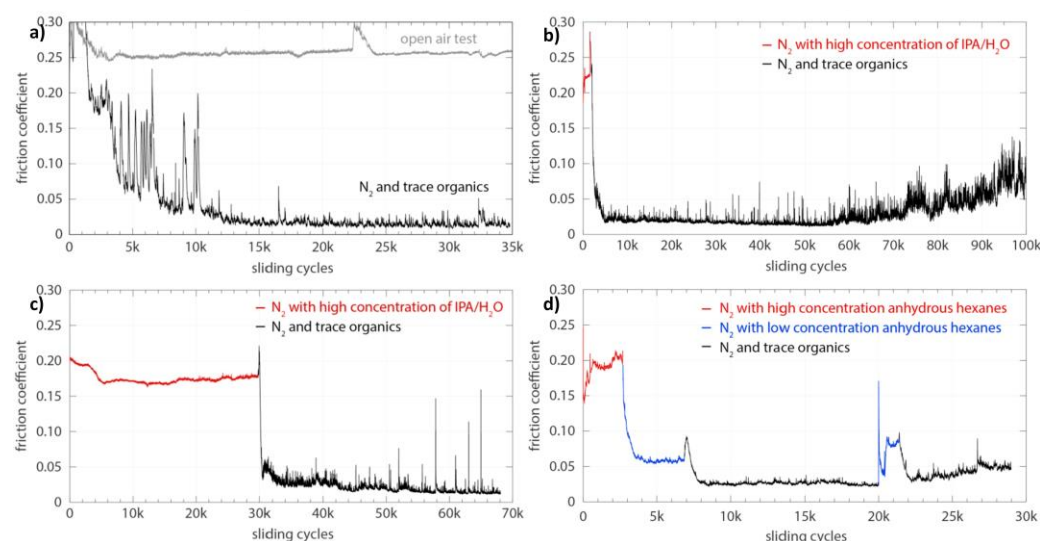 a)
0.30
0.25
0.20
0.15
0.10
0.05
0
friction coefficient
open air test
N₂ and trace organics
0 5k 10k 15k 20k 25k 30k 35k
sliding cycles
b)
0.30
0.25
0.20
0.15
0.10
0.05
0
friction coefficient
N₂ with high concentration of IPA/H₂O
N₂ and trace organics
0 10k 20k 30k 40k 50k 60k 70k 80k 90k 100k
sliding cycles
c)
0.30
0.25
0.20
0.15
0.10
0.05
0
friction coefficient
N₂ with high concentration of IPA/H₂O
N₂ and trace organics
0 10k 20k 30k 40k 50k 60k 70k
sliding cycles
d)
0.30
0.25
0.20
0.15
0.10
0.05
0
friction coefficient
N₂ with high concentration anhydrous hexanes
N₂ with low concentration anhydrous hexanes
N₂ and trace organics
0 5k 10k 15k 20k 25k 30k
sliding cycles